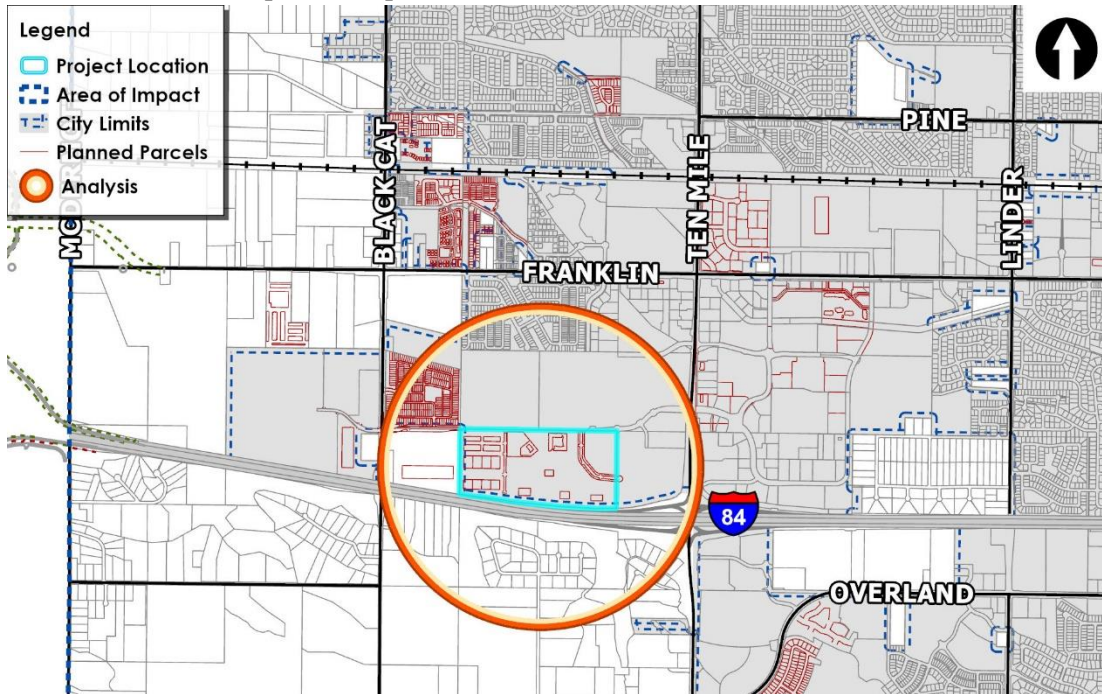 Legend
Project Location
Area of Impact
City Limits
Planned Parcels
Analysis
PINE
BLACK CAT
TEN MILE
LINDER
FRANKLIN
84
OVERLAND